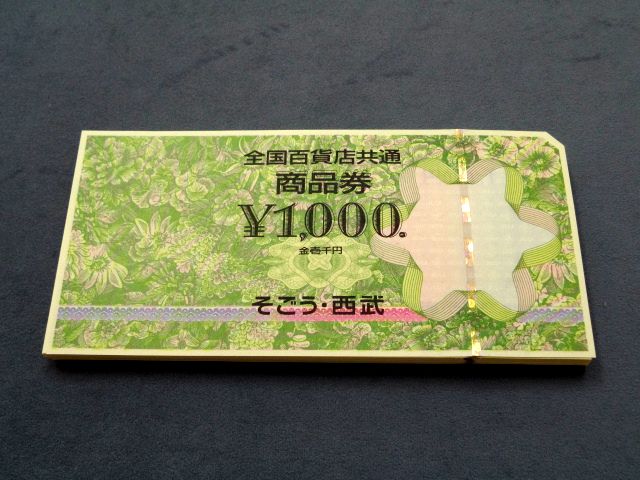 全国百貨店共通
商品券
¥1,000.
金壱千円
そごう・西武